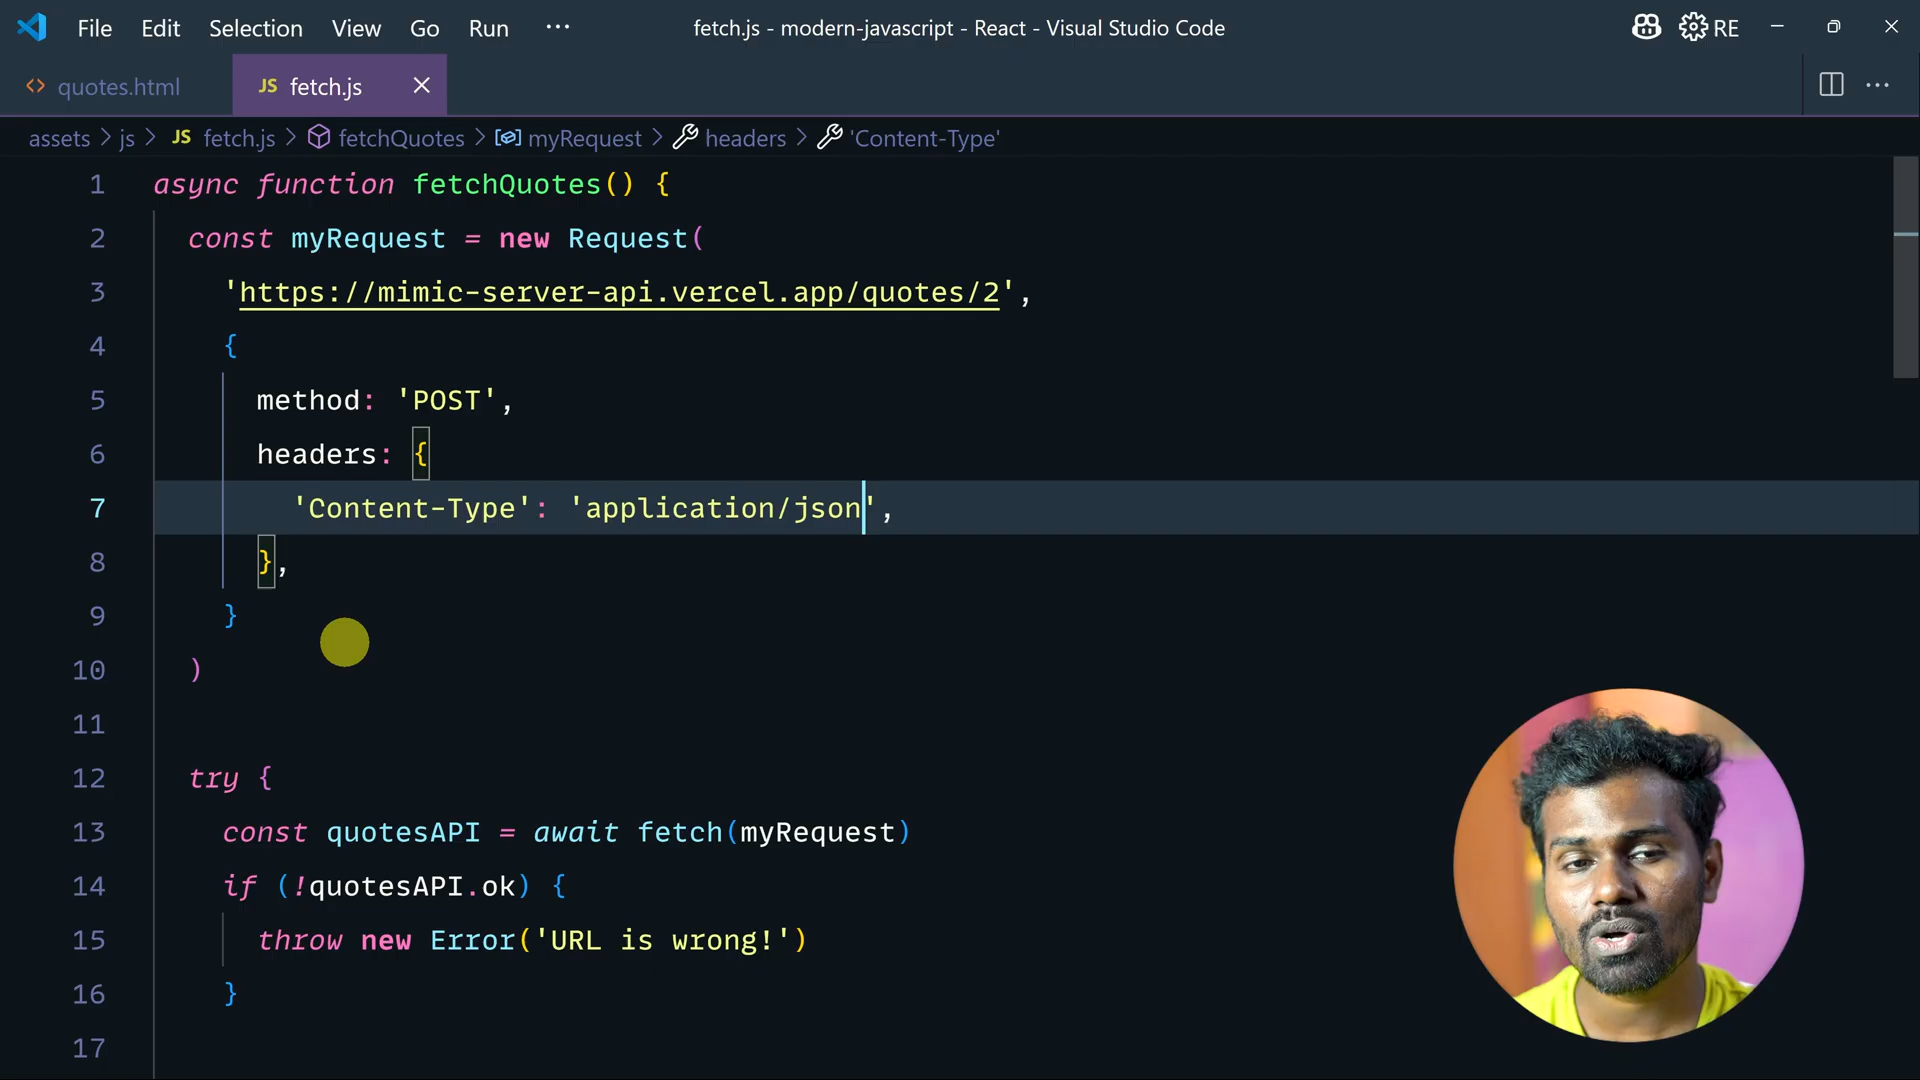 File Edit Selection View Go Run ··· fetch.js - modern-javascript - React - Visual Studio Code RE
<> quotes.html JS fetch.js
assets > js > JS fetch.js > fetchQuotes > myRequest > headers > 'Content-Type'
1 async function fetchQuotes() {
2 const myRequest = new Request(
3 'https://mimic-server-api.vercel.app/quotes/2',
4 {
5 method: 'POST',
6 headers: {
7 'Content-Type': 'application/json',
8 },
9 }
10 )
11
12 try {
13 const quotesAPI = await fetch(myRequest)
14 if (!quotesAPI.ok) {
15 throw new Error('URL is wrong!')
16 }
17